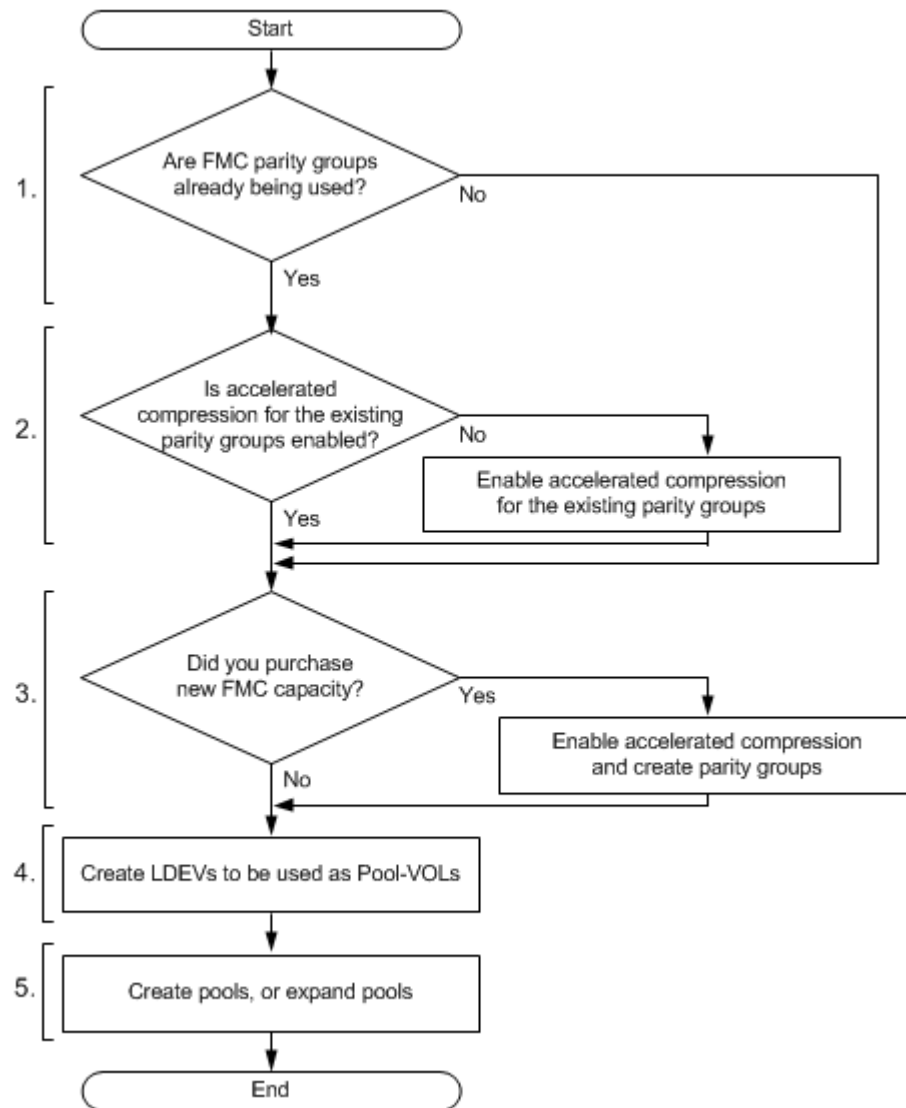 Start
1.
Are FMC parity groups
already being used?
No
Yes
2.
Is accelerated
compression for the existing
parity groups enabled?
No
Enable accelerated compression
for the existing parity groups
Yes
3.
Did you purchase
new FMC capacity?
Yes
Enable accelerated compression
and create parity groups
No
4.
Create LDEVs to be used as Pool-VOLs
5.
Create pools, or expand pools
End